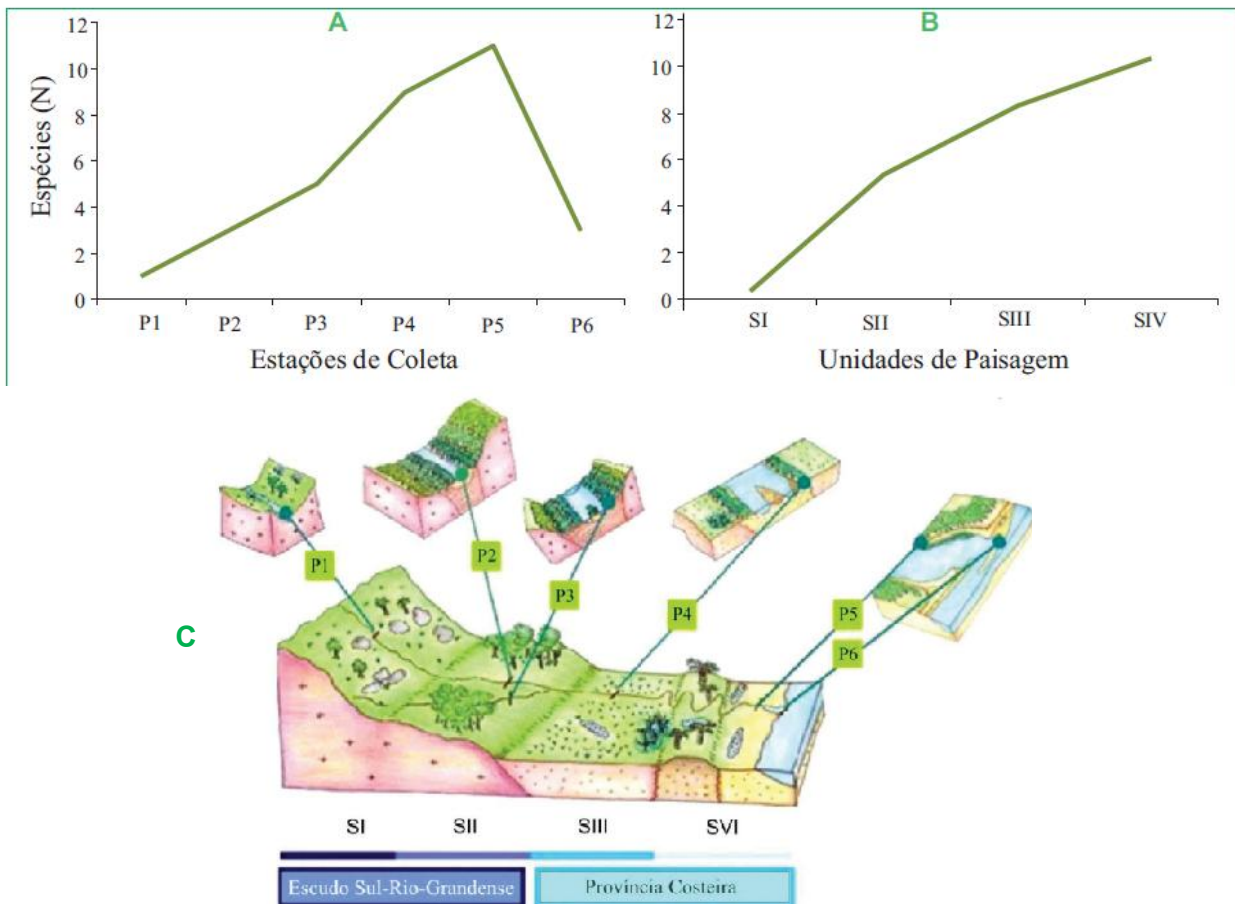 A
B
Espécies (N)
12
10
8
6
4
2
0
P1 P2 P3 P4 P5 P6
Estações de Coleta
12
10
8
6
4
2
0
SI SII SIII SIV
Unidades de Paisagem
C
P1
P2
P3
P4
P5
P6
SI SII SIII SVI
Escudo Sul-Rio-Grandense
Província Costeira